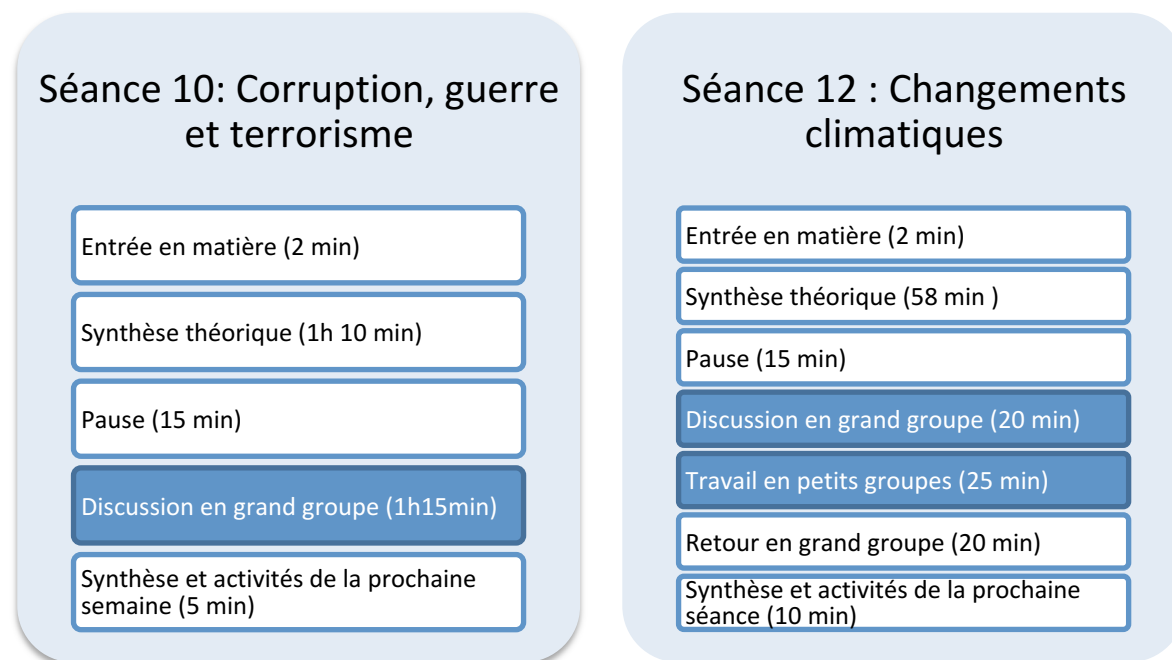 Séance 10: Corruption, guerre
et terrorisme
Entrée en matière (2 min)
Synthèse théorique (1h 10 min)
Pause (15 min)
Discussion en grand groupe (1h15min)
Synthèse et activités de la prochaine
semaine (5 min)
Séance 12 : Changements
climatiques
Entrée en matière (2 min)
Synthèse théorique (58 min )
Pause (15 min)
Discussion en grand groupe (20 min)
Travail en petits groupes (25 min)
Retour en grand groupe (20 min)
Synthèse et activités de la prochaine
séance (10 min)